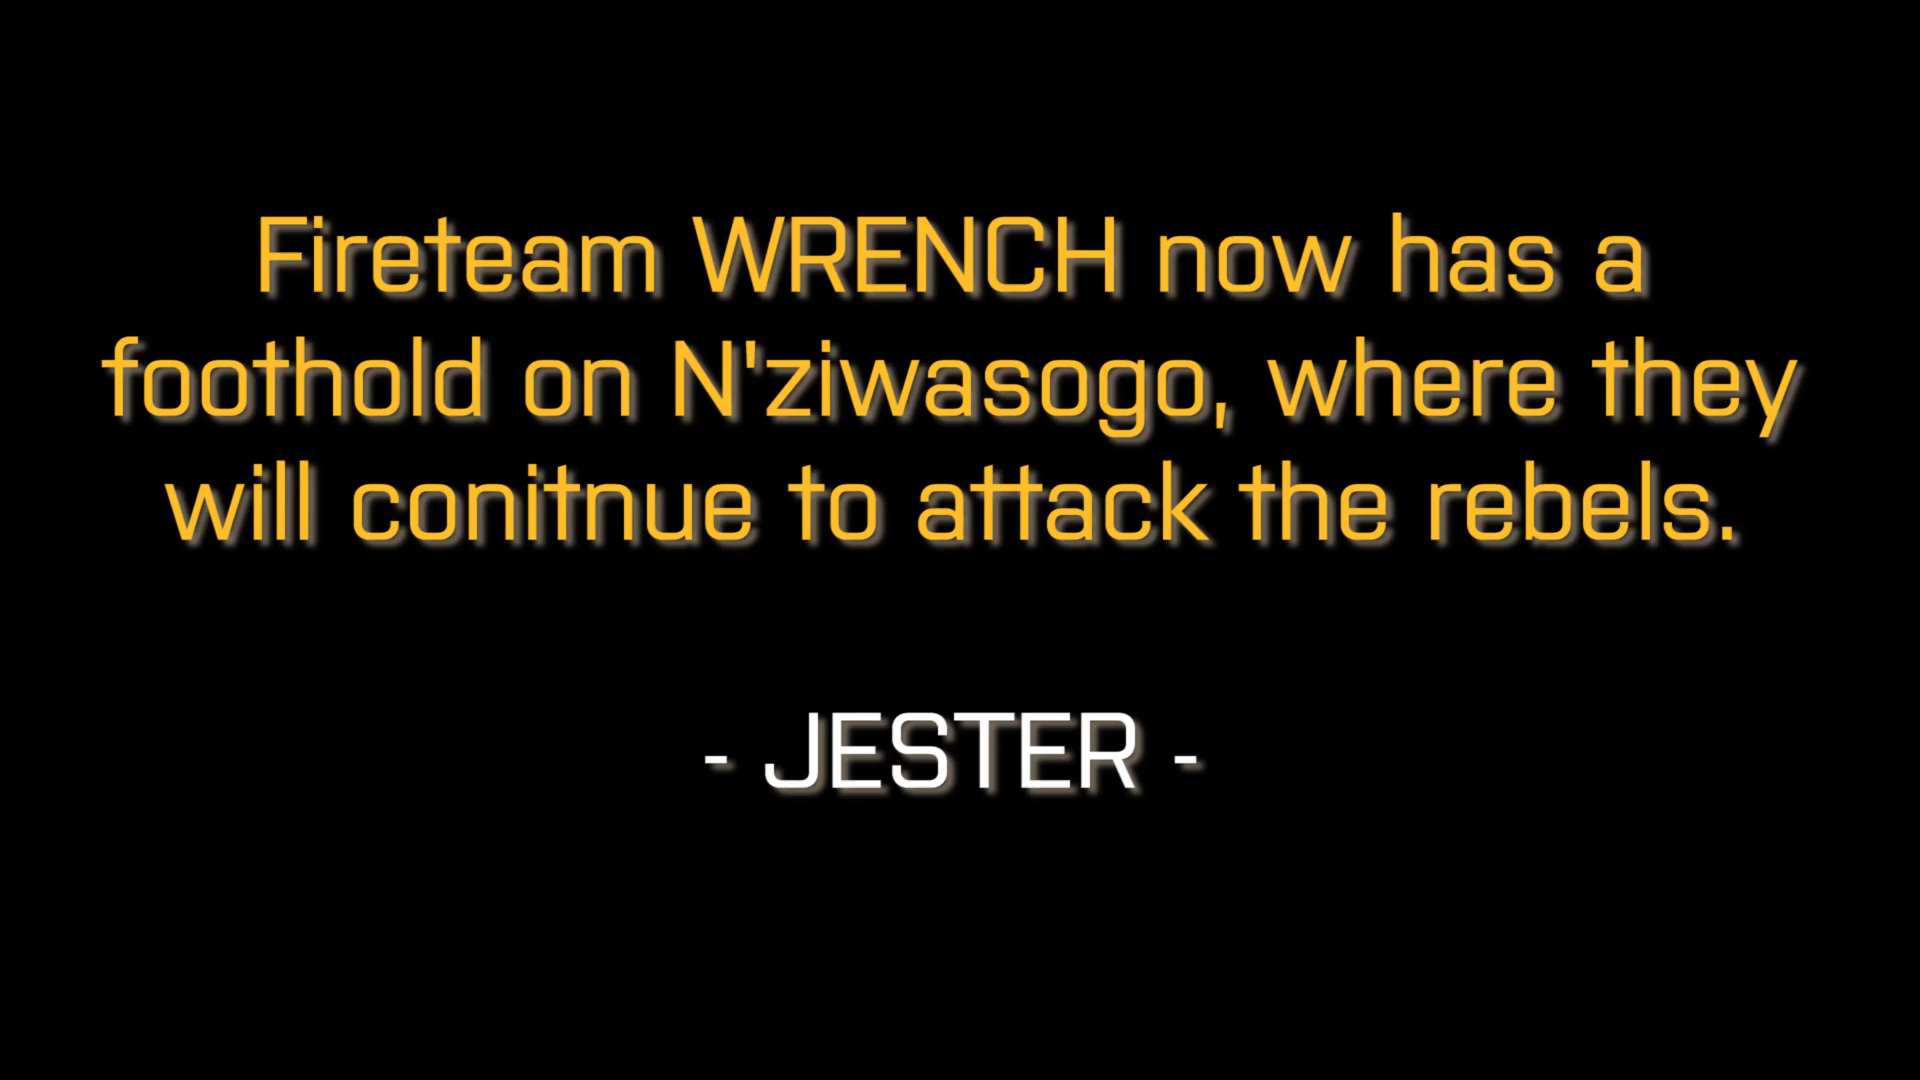 Fireteam WRENCH now has a
foothold on N'ziwasogo, where they
will conitnue to attack the rebels.
- JESTER -